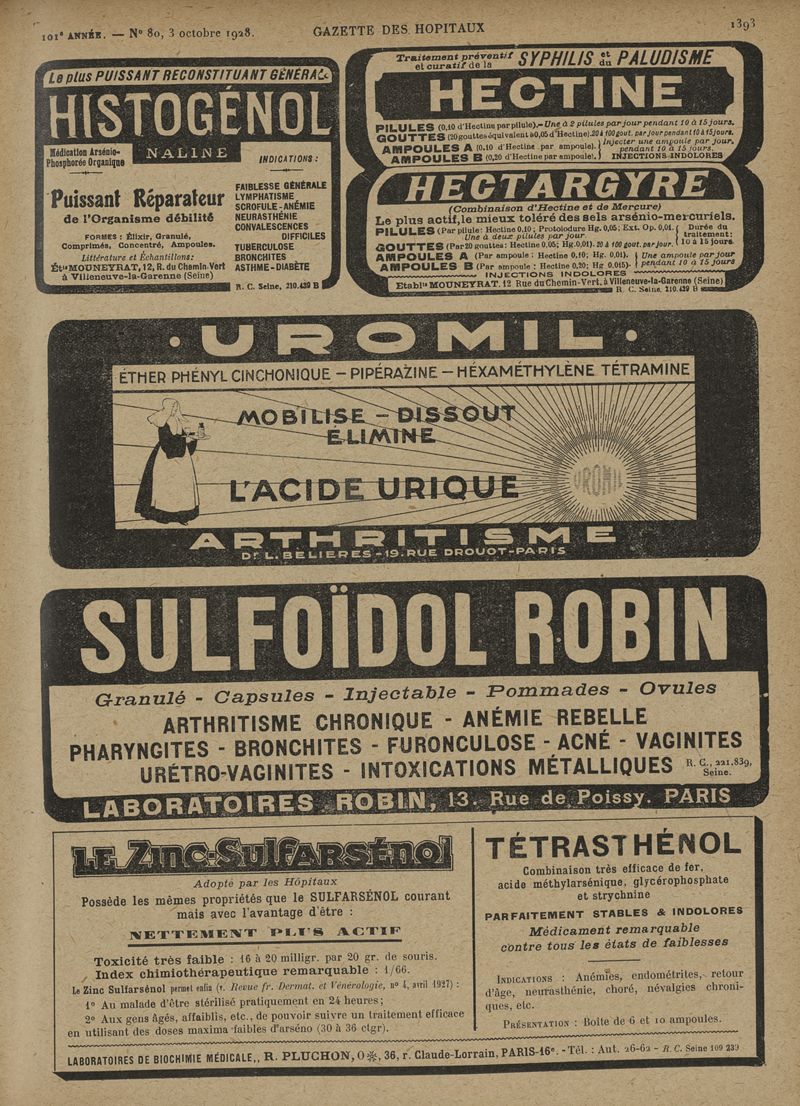 101e ANNÉE. — No 80, 3 octobre 1928.
GAZETTE DES HOPITAUX
1393
Le plus PUISSANT RECONSTITUANT GÉNÉRAL
HISTOGÉNOL
Médication Arsénio-
Phosphorée Organique
NALINE
INDICATIONS :
Puissant Réparateur
de l'Organisme débilité
FORMES : Élixir, Granulé,
Comprimés, Concentré, Ampoules.
Littérature et Échantillons:
Éts MOUNEYRAT, 12, R. du Chemin-Vert
à Villeneuve-la-Garenne (Seine)
FAIBLESSE GÉNÉRALE
LYMPHATISME
SCROFULE - ANÉMIE
NEURASTHÉNIE
CONVALESCENCES
DIFFICILES
TUBERCULOSE
BRONCHITES
ASTHME - DIABÈTE
R. C. Seine, 210.439 B
Traitement préventif et curatif de la SYPHILIS et du PALUDISME
HECTINE
PILULES (0,10 d'Hectine par pilule).- Une à 2 pilules par jour pendant 10 à 15 jours.
GOUTTES (20 gouttes équivalent à 0,05 d'Hectine). 20 à 100 gout. par jour pendant 10 à 15 jours.
AMPOULES A (0,10 d'Hectine par ampoule). } Injecter une ampoule par jour,
pendant 10 à 15 jours.
AMPOULES B (0,20 d'Hectine par ampoule). INJECTIONS INDOLORES
HECTARGYRE
(Combinaison d'Hectine et de Mercure)
Le plus actif, le mieux toléré des sels arsénio-mercuriels.
PILULES (Par pilule: Hectine 0,10; Protoiodure Hg. 0,05; Ext. Op. 0,01.
Une à deux pilules par jour.
GOUTTES (Par 20 gouttes: Hectine 0,05; Hg. 0,01). 20 à 100 gout. par jour.
Durée du
traitement:
10 à 15 jours.
AMPOULES A (Par ampoule : Hectine 0,10; Hg. 0,01).
AMPOULES B (Par ampoule : Hectine 0,20; Hg 0,015).
Une ampoule par jour
pendant 10 à 15 jours
INJECTIONS INDOLORES
Etablts MOUNEYRAT. 12 Rue du Chemin-Vert, à Villeneuve-la-Garenne (Seine)
R. C. Seine, 210.439 B
· UROMIL ·
ÉTHER PHÉNYL CINCHONIQUE – PIPÉRAZINE – HÉXAMÉTHYLÈNE TÉTRAMINE
MOBILISE – DISSOUT
ÉLIMINE
L'ACIDE URIQUE
UROMIL
ARTHRITISME
Dr L. BELIERES - 19. RUE DROUOT - PARIS
SULFOÏDOL ROBIN
Granulé - Capsules - Injectable - Pommades - Ovules
ARTHRITISME CHRONIQUE - ANÉMIE REBELLE
PHARYNGITES - BRONCHITES - FURONCULOSE - ACNÉ - VAGINITES
URÉTRO-VAGINITES - INTOXICATIONS MÉTALLIQUES R. C., 221.839, Seine.
LABORATOIRES ROBIN, 13. Rue de Poissy. PARIS
LE Zinc-Sulfarsénol
Adopté par les Hôpitaux
Possède les mêmes propriétés que le SULFARSÉNOL courant
mais avec l'avantage d'être :
NETTEMENT PLUS ACTIF
Toxicité très faible : 16 à 20 milligr. par 20 gr. de souris.
Index chimiothérapeutique remarquable : 1/66.
Le Zinc Sulfarsénol permet enfin (v. Revue fr. Dermat. et Vénérologie, no 4, avril 1927) :
1o Au malade d'être stérilisé pratiquement en 24 heures;
2o Aux gens âgés, affaiblis, etc., de pouvoir suivre un traitement efficace
en utilisant des doses maxima faibles d'arséno (30 à 36 ctgr).
TÉTRASTHÉNOL
Combinaison très efficace de fer,
acide méthylarsénique, glycérophosphate
et strychnine
PARFAITEMENT STABLES & INDOLORES
Médicament remarquable
contre tous les états de faiblesses
INDICATIONS : Anémies, endométrites, retour
d'âge, neurasthénie, choré, névalgies chroni-
ques, etc.
PRÉSENTATION : Boite de 6 et 10 ampoules.
LABORATOIRES DE BIOCHIMIE MÉDICALE,, R. PLUCHON, O ❋, 36, r. Claude-Lorrain, PARIS-16e. - Tél. : Aut. 26-62 - R. C. Seine 109 239